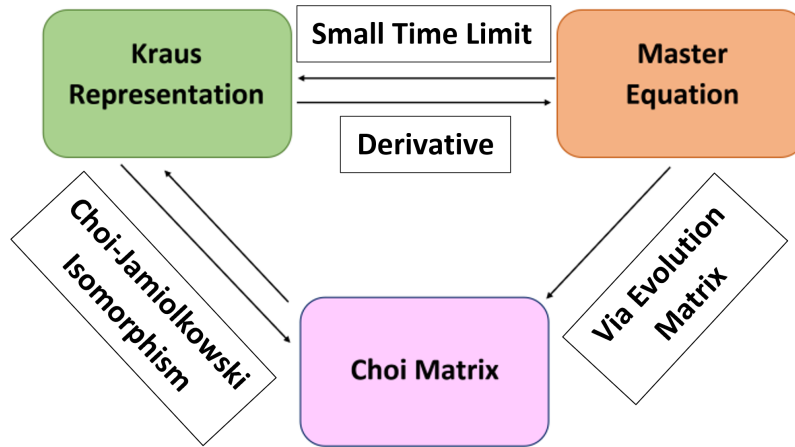 Small Time Limit
Kraus
Representation
Master
Equation
Derivative
Choi-Jamiolkowski
Isomorphism
Via Evolution
Matrix
Choi Matrix